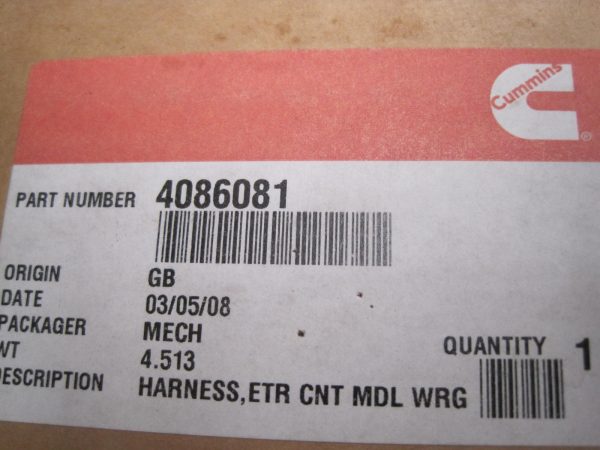 Cummins
PART NUMBER 4086081
ORIGIN GB
DATE 03/05/08
PACKAGER MECH
WT 4.513
QUANTITY 1
DESCRIPTION HARNESS,ETR CNT MDL WRG